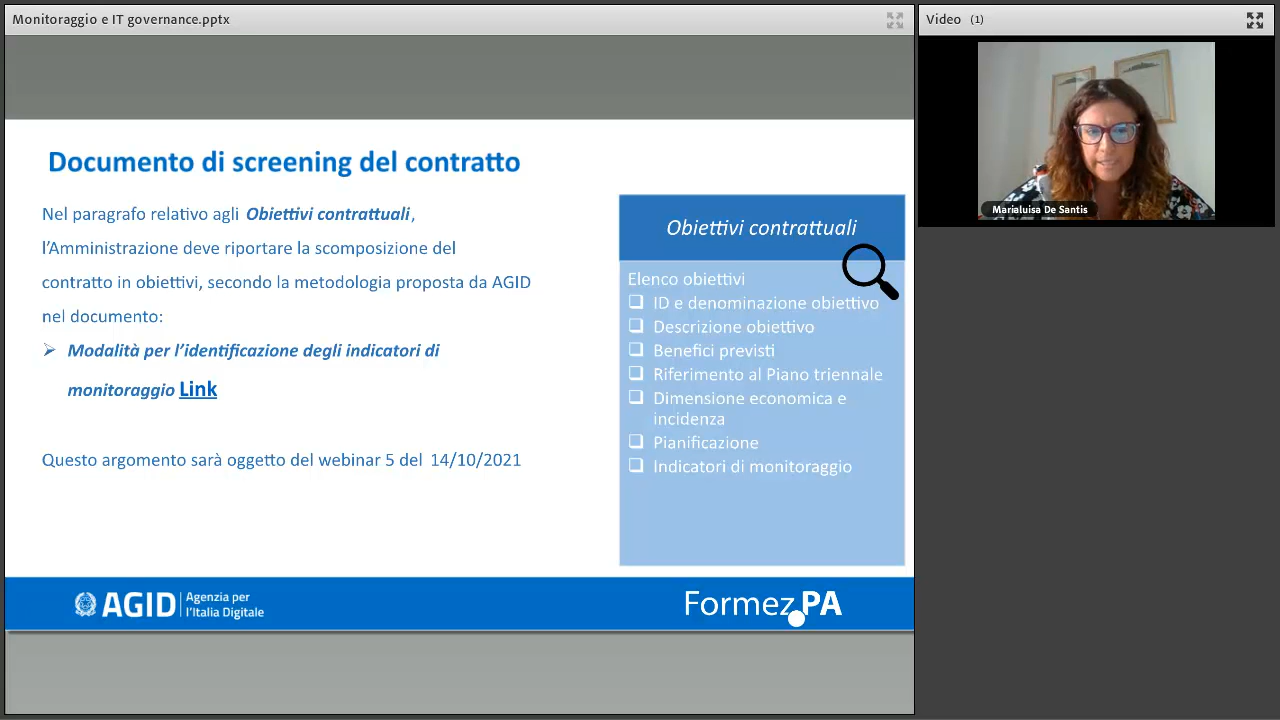 Monitoraggio e IT governance.pptx
Video (1)
Marialuisa De Santis
Documento di screening del contratto
Nel paragrafo relativo agli Obiettivi contrattuali,
l’Amministrazione deve riportare la scomposizione del
contratto in obiettivi, secondo la metodologia proposta da AGID
nel documento:
Modalità per l’identificazione degli indicatori di
monitoraggio Link
Questo argomento sarà oggetto del webinar 5 del 14/10/2021
Obiettivi contrattuali
Elenco obiettivi
ID e denominazione obiettivo
Descrizione obiettivo
Benefici previsti
Riferimento al Piano triennale
Dimensione economica e
incidenza
Pianificazione
Indicatori di monitoraggio
AGID
Agenzia per
l’Italia Digitale
Formez.PA